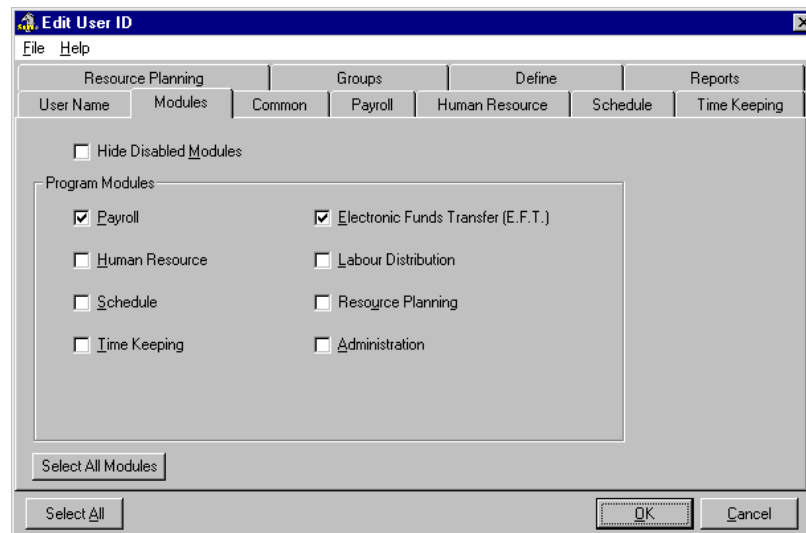 Edit User ID
File Help
Resource Planning Groups Define Reports
User Name Modules Common Payroll Human Resource Schedule Time Keeping
Hide Disabled Modules
Program Modules
Payroll Electronic Funds Transfer (E.F.T.)
Human Resource Labour Distribution
Schedule Resource Planning
Time Keeping Administration
Select All Modules
Select All OK Cancel